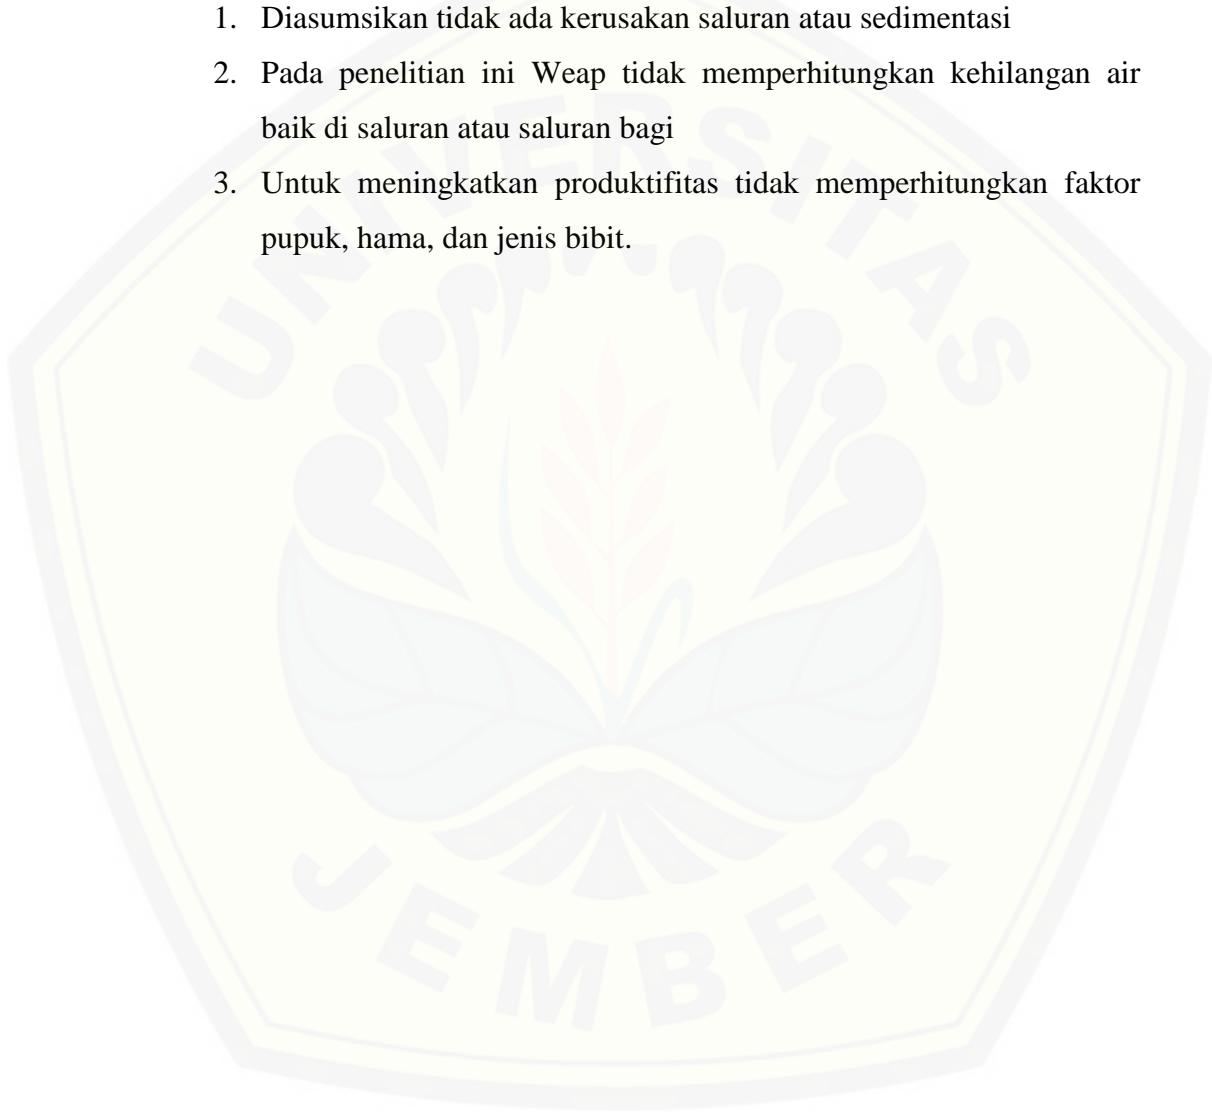 1. Diasumsikan tidak ada kerusakan saluran atau sedimentasi
2. Pada penelitian ini Weap tidak memperhitungkan kehilangan air
baik di saluran atau saluran bagi
3. Untuk meningkatkan produktifitas tidak memperhitungkan faktor
pupuk, hama, dan jenis bibit.
UNIVERSITAS
JEMBER